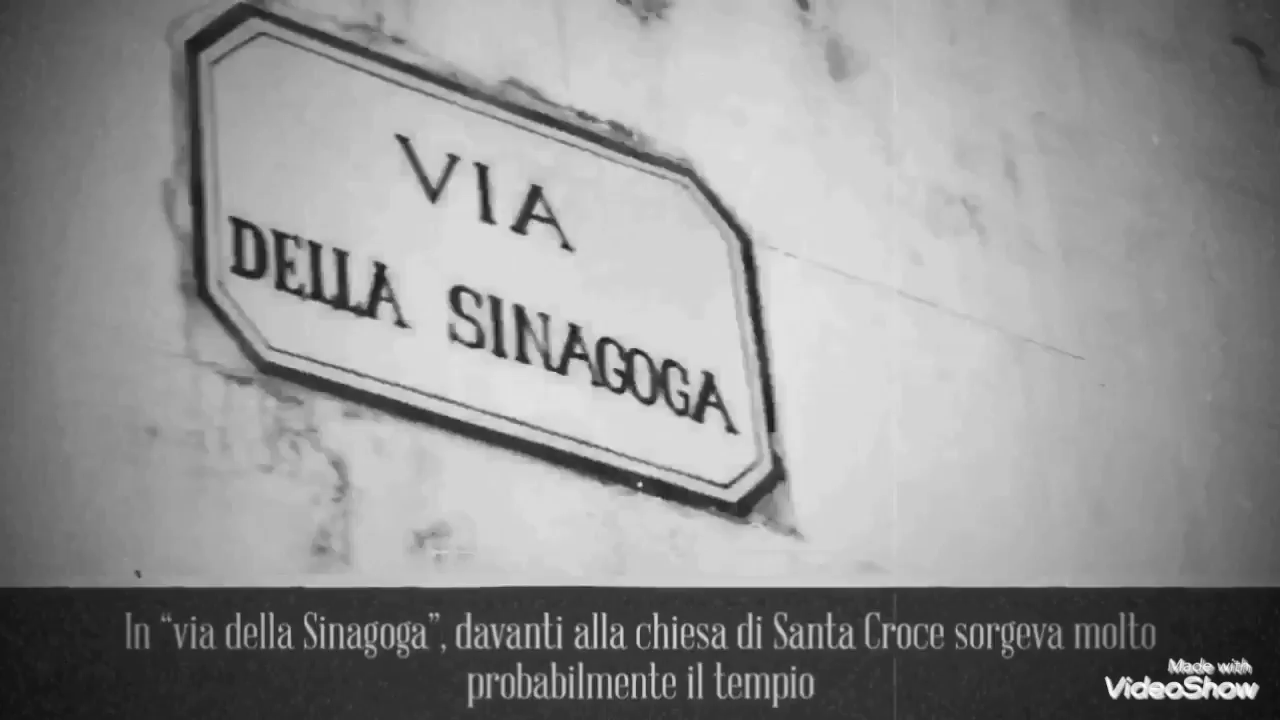 VIA
DELLA SINAGOGA
In “via della Sinagoga”, davanti alla chiesa di Santa Croce sorgeva molto
probabilmente il tempio
Made with
VideoShow